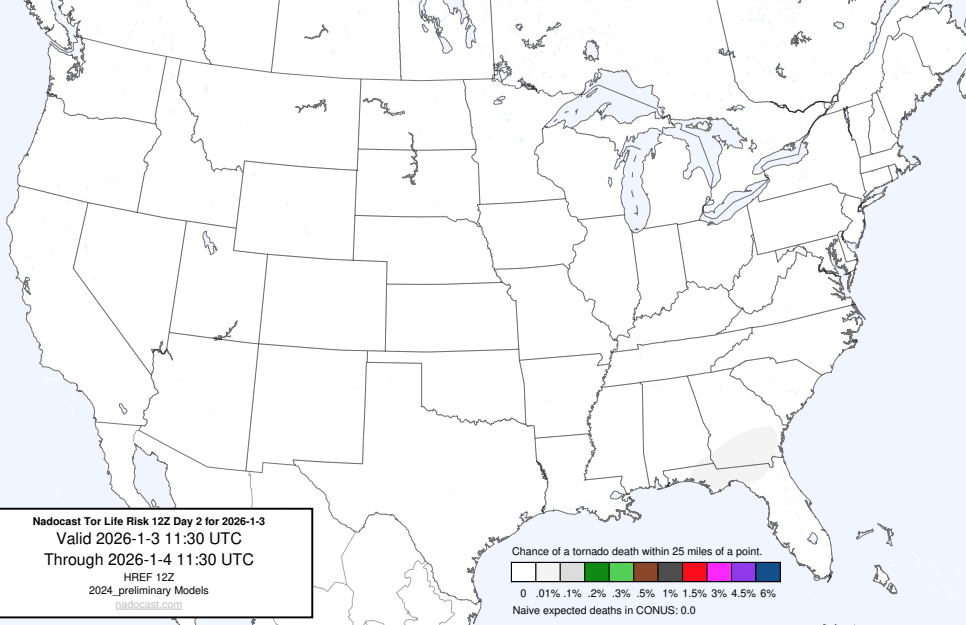 Nadocast Tor Life Risk 12Z Day 2 for 2026-1-3
Valid 2026-1-3 11:30 UTC
Through 2026-1-4 11:30 UTC
HREF 12Z
2024_preliminary Models
nadocast.com
Chance of a tornado death within 25 miles of a point.
0 .01% .1% .2% .3% .5% 1% 1.5% 3% 4.5% 6%
Naive expected deaths in CONUS: 0.0